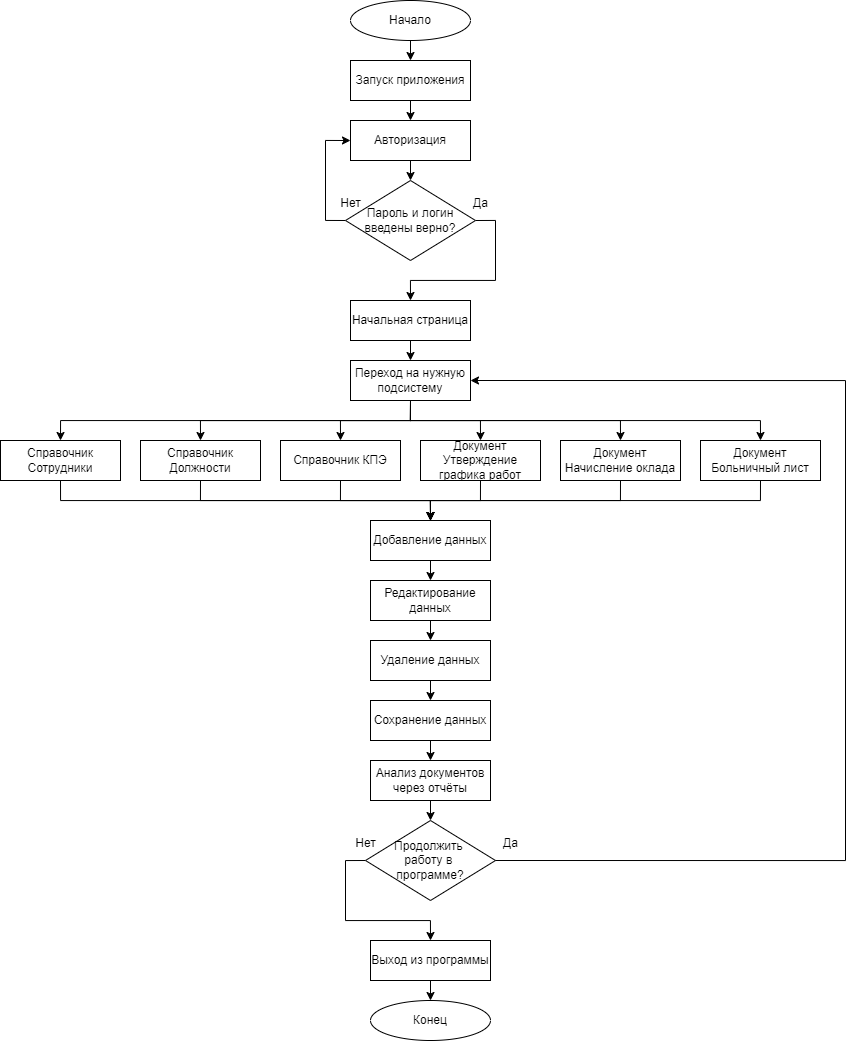 Начало
Запуск приложения
Авторизация
Нет
Да
Пароль и логин
введены верно?
Начальная страница
Переход на нужную
подсистему
Справочник
Сотрудники
Справочник
Должности
Справочник КПЭ
Документ
Утверждение
графика работ
Документ
Начисление оклада
Документ
Больничный лист
Добавление данных
Редактирование
данных
Удаление данных
Сохранение данных
Анализ документов
через отчёты
Нет
Да
Продолжить
работу в
программе?
Выход из программы
Конец